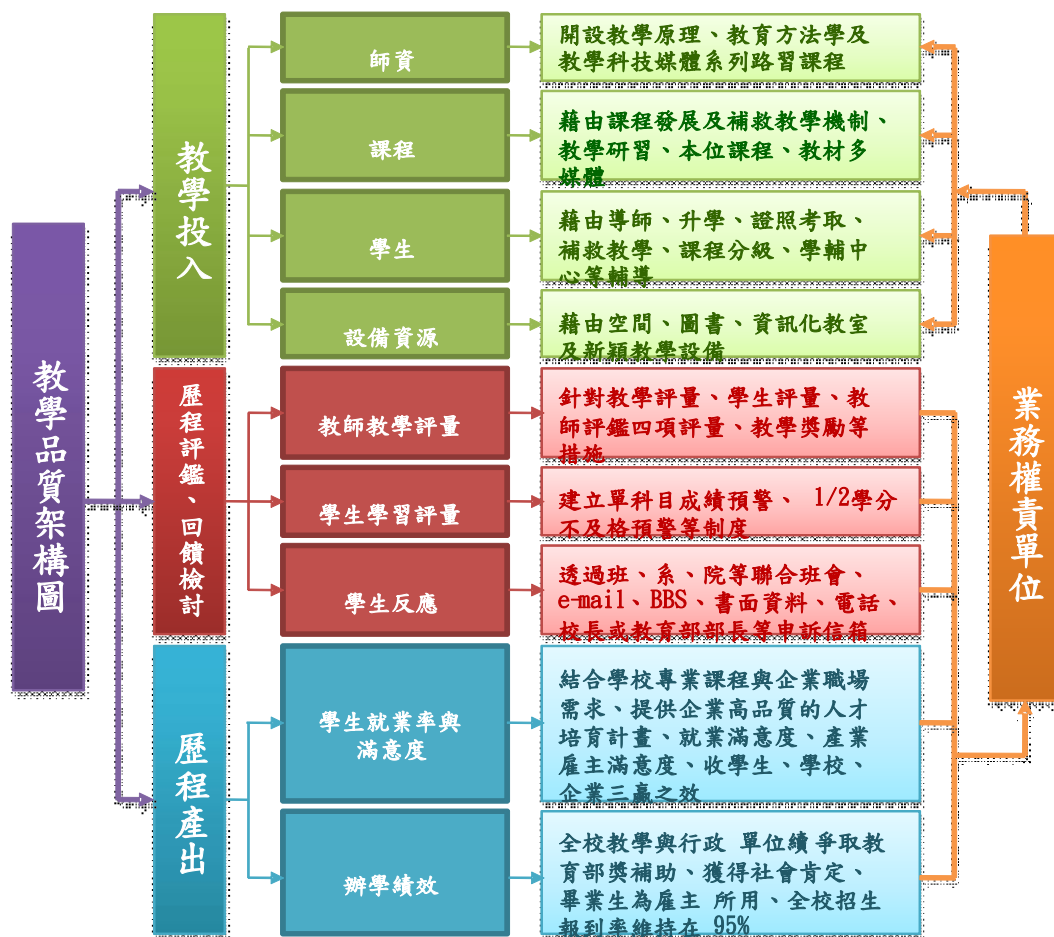 教學品質架構圖
教學投入
師資
開設教學原理、教育方法學及
教學科技媒體系列路習課程
課程
藉由課程發展及補救教學機制、
教學研習、本位課程、教材多
媒體
學生
藉由導師、升學、證照考取、
補救教學、課程分級、學輔中
心等輔導
設備資源
藉由空間、圖書、資訊化教室
及新穎教學設備
歷程評鑑、回饋檢討
教師教學評量
針對教學評量、學生評量、教
師評鑑四項評量、教學獎勵等
措施
學生學習評量
建立單科目成績預警、 1/2學分
不及格預警等制度
學生反應
透過班、系、院等聯合班會、
e-mail、BBS、書面資料、電話、
校長或教育部部長等申訴信箱
歷程產出
學生就業率與
滿意度
結合學校專業課程與企業職場
需求、提供企業高品質的人才
培育計畫、就業滿意度、產業
雇主滿意度、收學生、學校、
企業三贏之效
辦學績效
全校教學與行政 單位續爭取教
育部獎補助、獲得社會肯定、
畢業生為雇主 所用、全校招生
報到率維持在 95%
業務權責單位